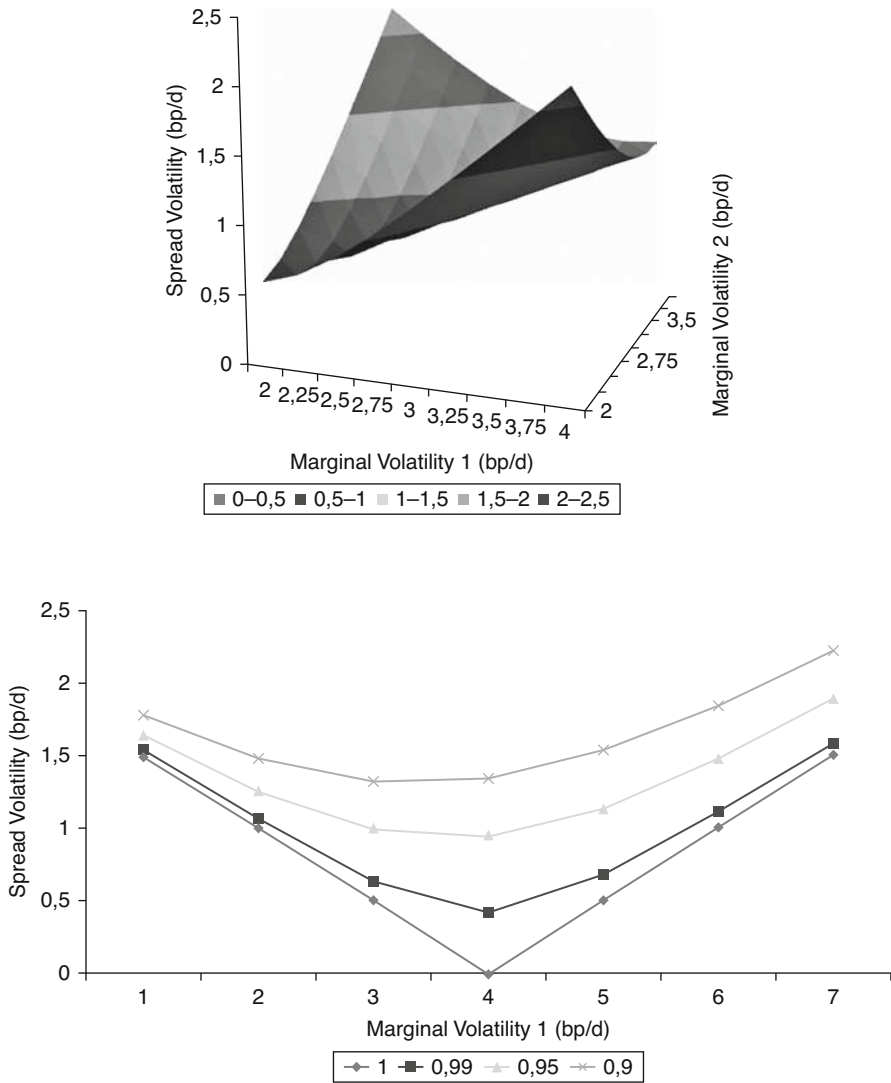 2,5
2
1,5
1
0,5
0
Spread Volatility (bp/d)
2 2,25 2,5 2,75 3 3,25 3,5 3,75 4
Marginal Volatility 1 (bp/d)
2
2,75
3,5
Marginal Volatility 2 (bp/d)
0–0,5 0,5–1 1–1,5 1,5–2 2–2,5
2,5
2
1,5
1
0,5
0
Spread Volatility (bp/d)
1 2 3 4 5 6 7
Marginal Volatility 1 (bp/d)
1 0,99 0,95 0,9